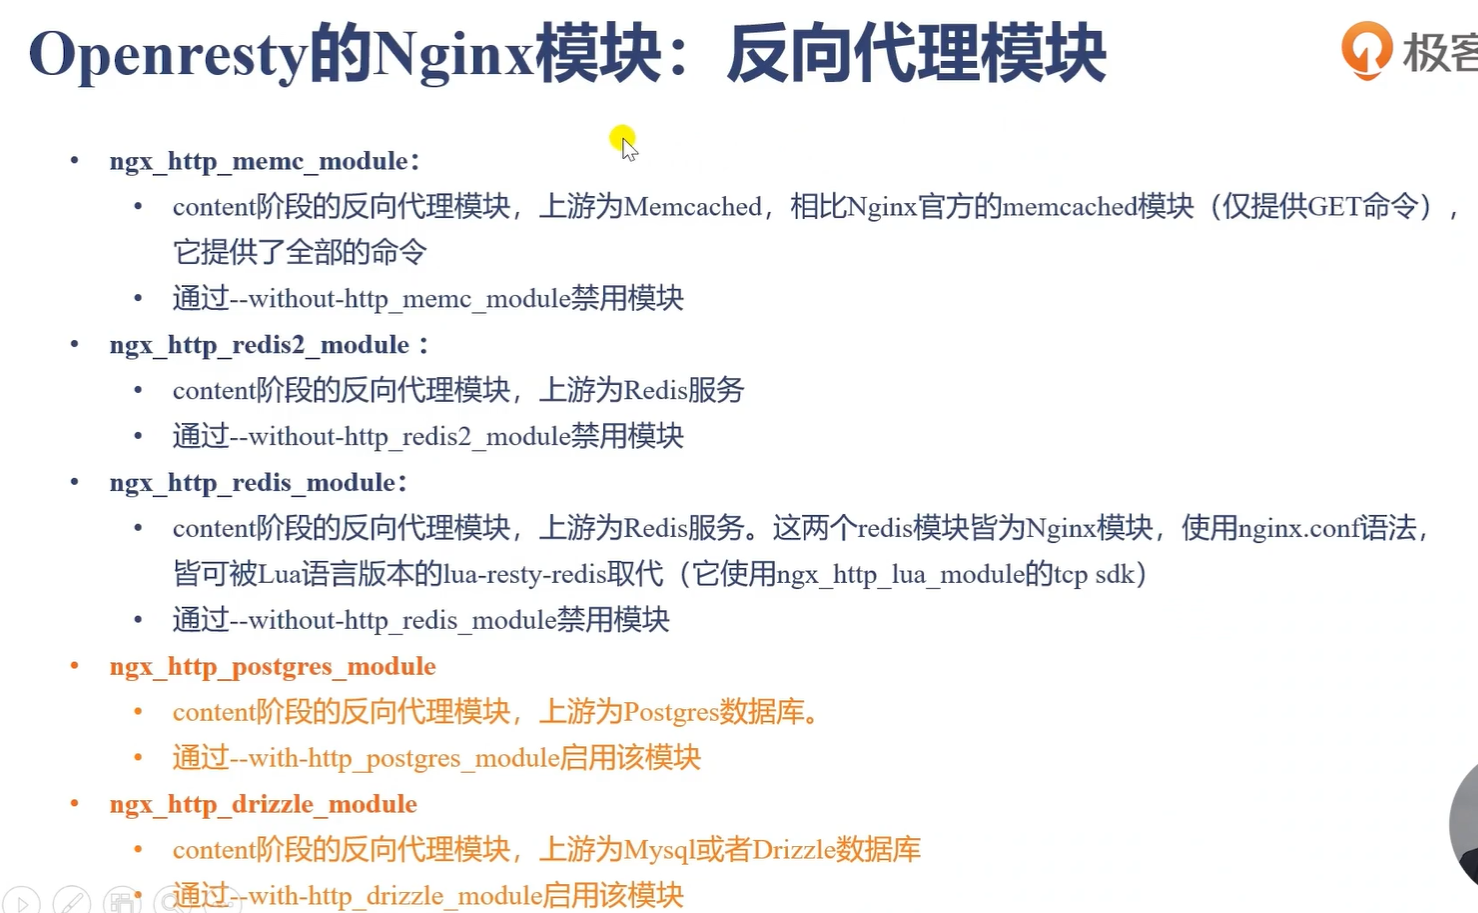 Openresty的Nginx模块：反向代理模块
极客
• ngx_http_memc_module：
• content阶段的反向代理模块，上游为Memcached，相比Nginx官方的memcached模块（仅提供GET命令），
它提供了全部的命令
• 通过--without-http_memc_module禁用模块
• ngx_http_redis2_module：
• content阶段的反向代理模块，上游为Redis服务
• 通过--without-http_redis2_module禁用模块
• ngx_http_redis_module：
• content阶段的反向代理模块，上游为Redis服务。这两个redis模块皆为Nginx模块，使用nginx.conf语法，
皆可被Lua语言版本的lua-resty-redis取代（它使用ngx_http_lua_module的tcp sdk）
• 通过--without-http_redis_module禁用模块
• ngx_http_postgres_module
• content阶段的反向代理模块，上游为Postgres数据库。
• 通过--with-http_postgres_module启用该模块
• ngx_http_drizzle_module
• content阶段的反向代理模块，上游为Mysql或者Drizzle数据库
• 通过--with-http_drizzle_module启用该模块